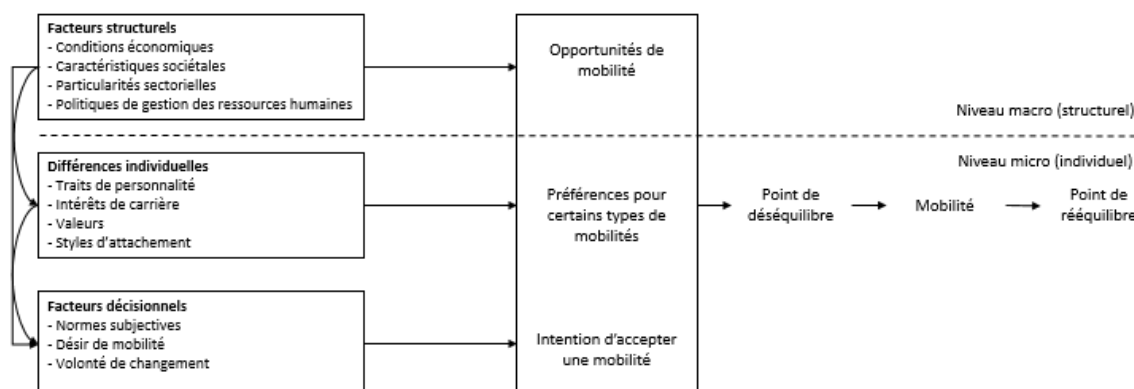 Facteurs structurels
- Conditions économiques
- Caractéristiques sociétales
- Particularités sectorielles
- Politiques de gestion des ressources humaines
Opportunités de
mobilité
Niveau macro (structurel)
Niveau micro (individuel)
Différences individuelles
- Traits de personnalité
- Intérêts de carrière
- Valeurs
- Styles d'attachement
Préférences pour
certains types de
mobilités
Point de
déséquilibre
Mobilité
Point de
rééquilibre
Facteurs décisionnels
- Normes subjectives
- Désir de mobilité
- Volonté de changement
Intention d'accepter
une mobilité